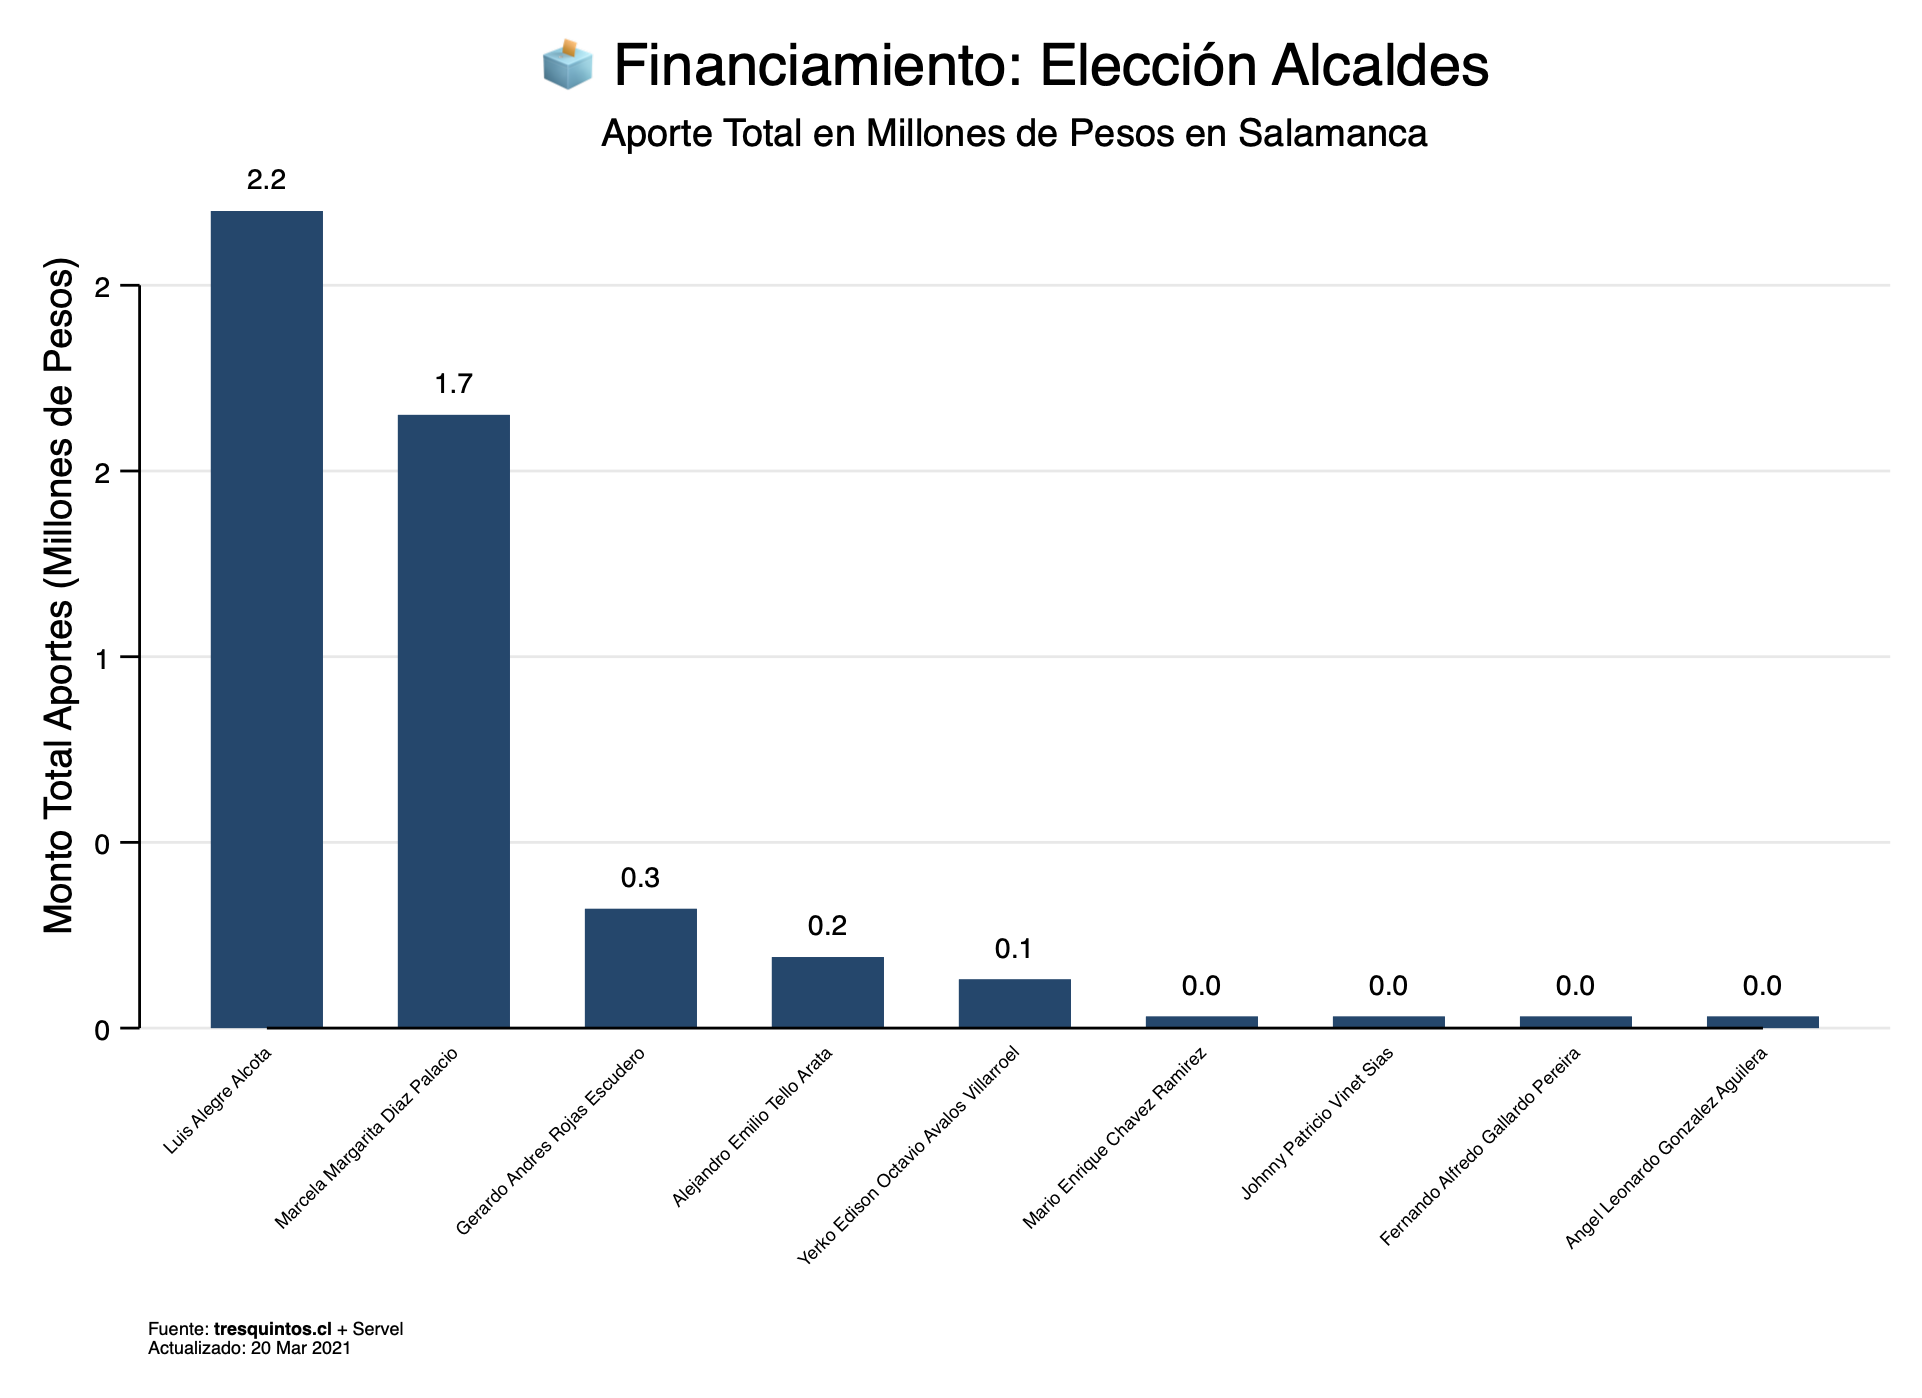 Financiamiento: Elección Alcaldes
Aporte Total en Millones de Pesos en Salamanca
Monto Total Aportes (Millones de Pesos)
2
2
1
0
0
2.2
1.7
0.3
0.2
0.1
0.0
0.0
0.0
0.0
Luis Alegre Alcota
Marcela Margarita Diaz Palacio
Gerardo Andres Rojas Escudero
Alejandro Emilio Tello Arata
Yerko Edison Octavio Avalos Villarroel
Mario Enrique Chavez Ramirez
Johnny Patricio Vinet Sias
Fernando Alfredo Gallardo Pereira
Angel Leonardo Gonzalez Aguilera
Fuente: tresquintos.cl + Servel
Actualizado: 20 Mar 2021